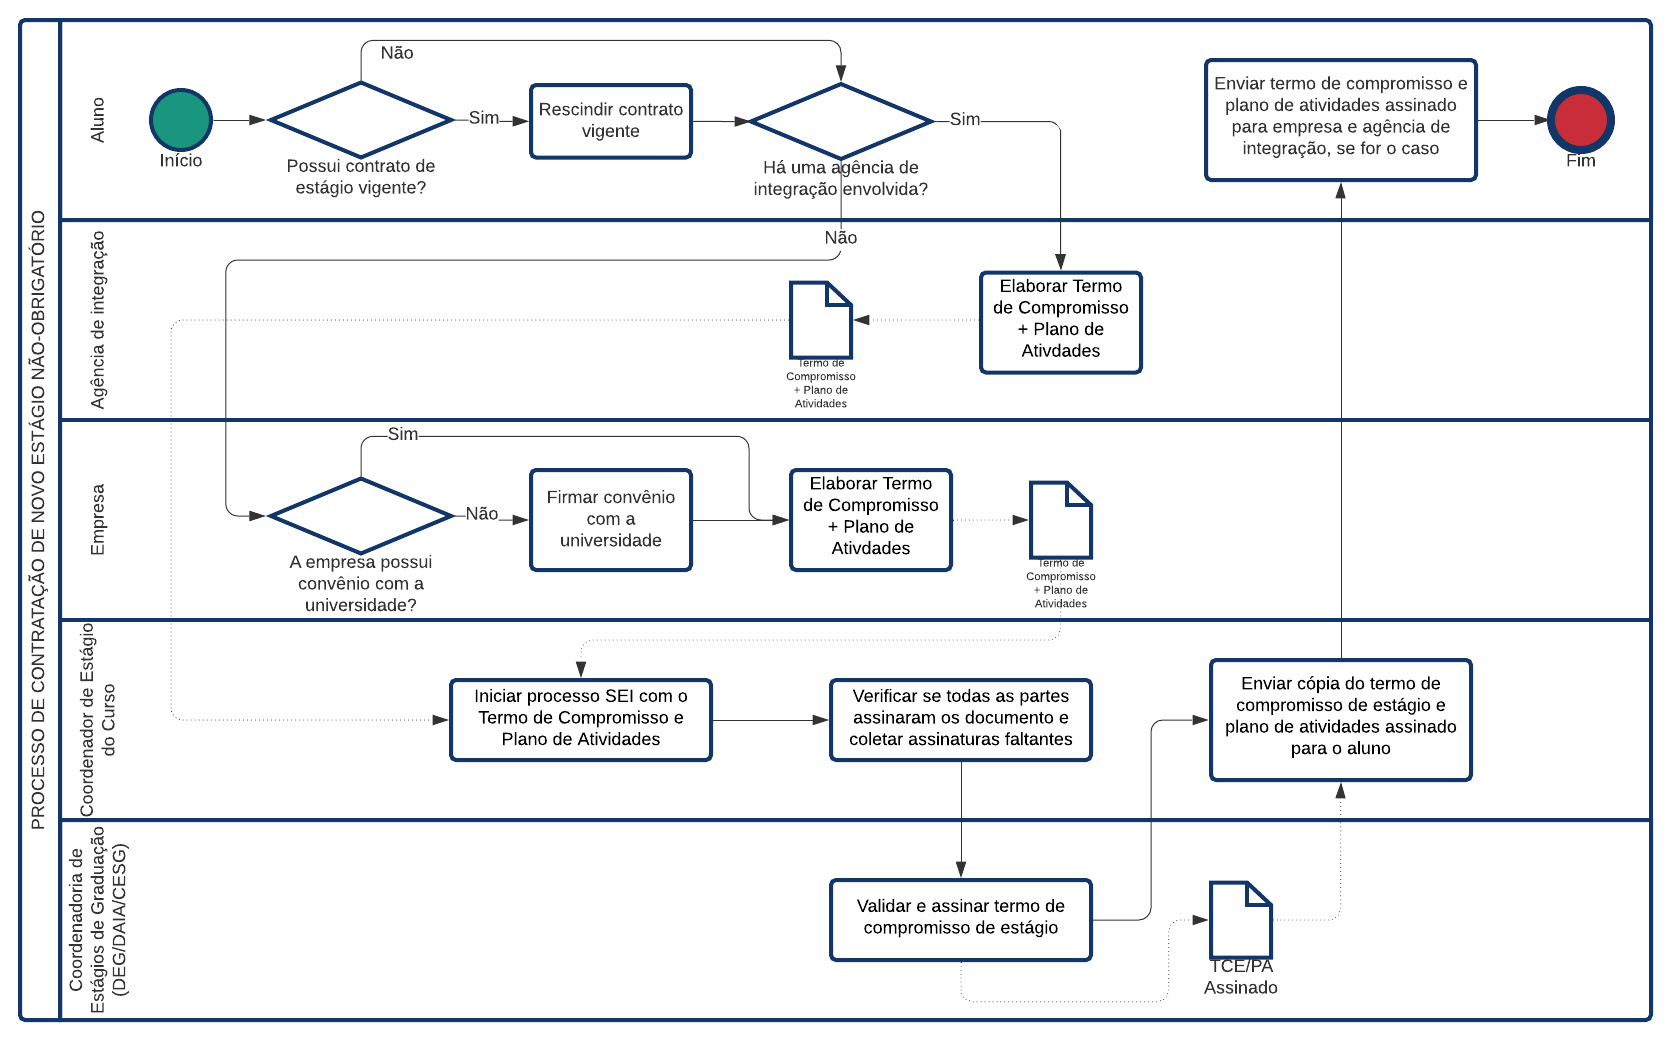 PROCESSO DE CONTRATAÇÃO DE NOVO ESTÁGIO NÃO-OBRIGATÓRIO
Aluno
Início
Possui contrato de
estágio vigente?
Não
Sim
Rescindir contrato
vigente
Há uma agência de
integração envolvida?
Sim
Não
Enviar termo de compromisso e
plano de atividades assinado
para empresa e agência de
integração, se for o caso
Fim
Agência de integração
Elaborar Termo
de Compromisso
+ Plano de
Ativdades
Termo de
Compromisso
+ Plano de
Atividades
Empresa
A empresa possui
convênio com a
universidade?
Sim
Não
Firmar convênio
com a
universidade
Elaborar Termo
de Compromisso
+ Plano de
Ativdades
Termo de
Compromisso
+ Plano de
Atividades
Coordenador de Estágio
do Curso
Iniciar processo SEI com o
Termo de Compromisso e
Plano de Atividades
Verificar se todas as partes
assinaram os documento e
coletar assinaturas faltantes
Enviar cópia do termo de
compromisso de estágio e
plano de atividades assinado
para o aluno
Coordenadoria de
Estágios de Graduação
(DEG/DAIA/CESG)
Validar e assinar termo de
compromisso de estágio
TCE/PA
Assinado